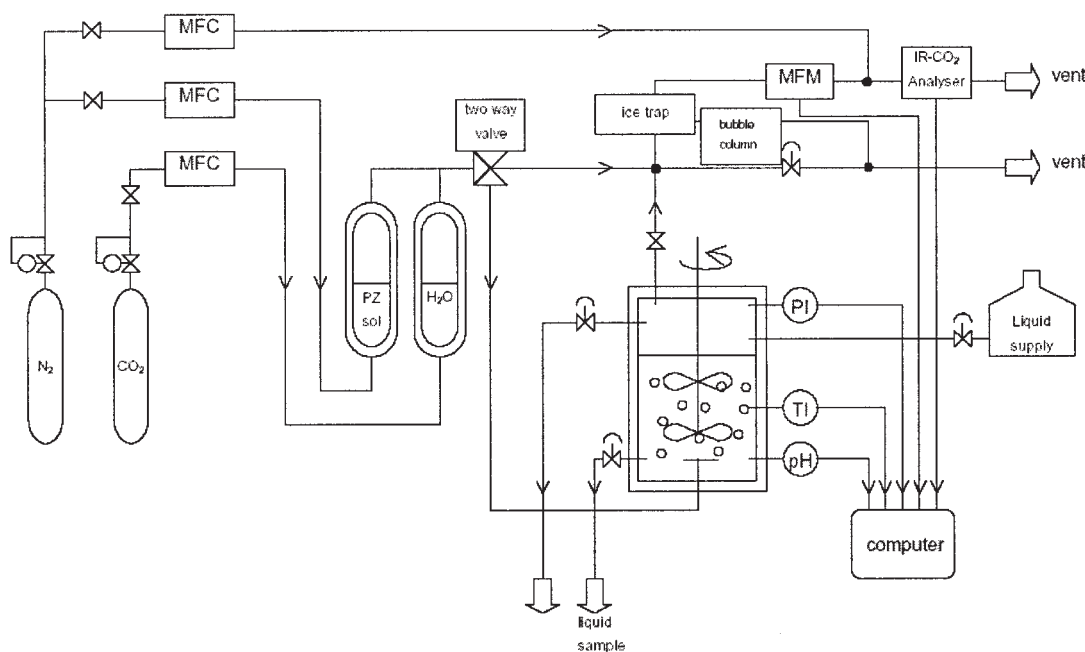 MFC
MFC
MFC
two way
valve
ice trap
MFM
bubble
column
IR-CO₂
Analyser
vent
vent
PZ
sol
H₂O
N₂
CO₂
PI
TI
pH
Liquid
supply
computer
liquid
sample